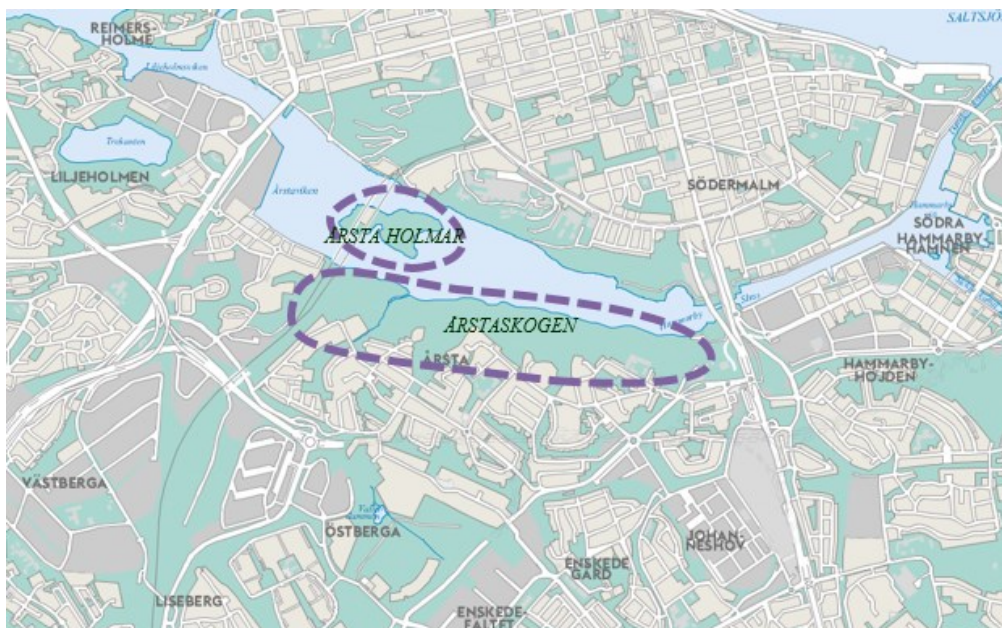 SALTSJÖ
REIMERS-
HOLME
Liljeholmsviken
Trekanten
LILJEHOLMEN
Årstaviken
SÖDERMALM
ÅRSTA HOLMAR
Hammarby
SÖDRA
HAMMARBY-
HAMNEN
Sluss
Hammarby
ÅRSTASKOGEN
ÅRSTA
HAMMARBY-
HÖJDEN
VÄSTBERGA
ÖSTBERGA
JOHAN-
NESHOV
ENSKEDE
GÅRD
LISEBERG
ENSKEDE-
FÄLTET